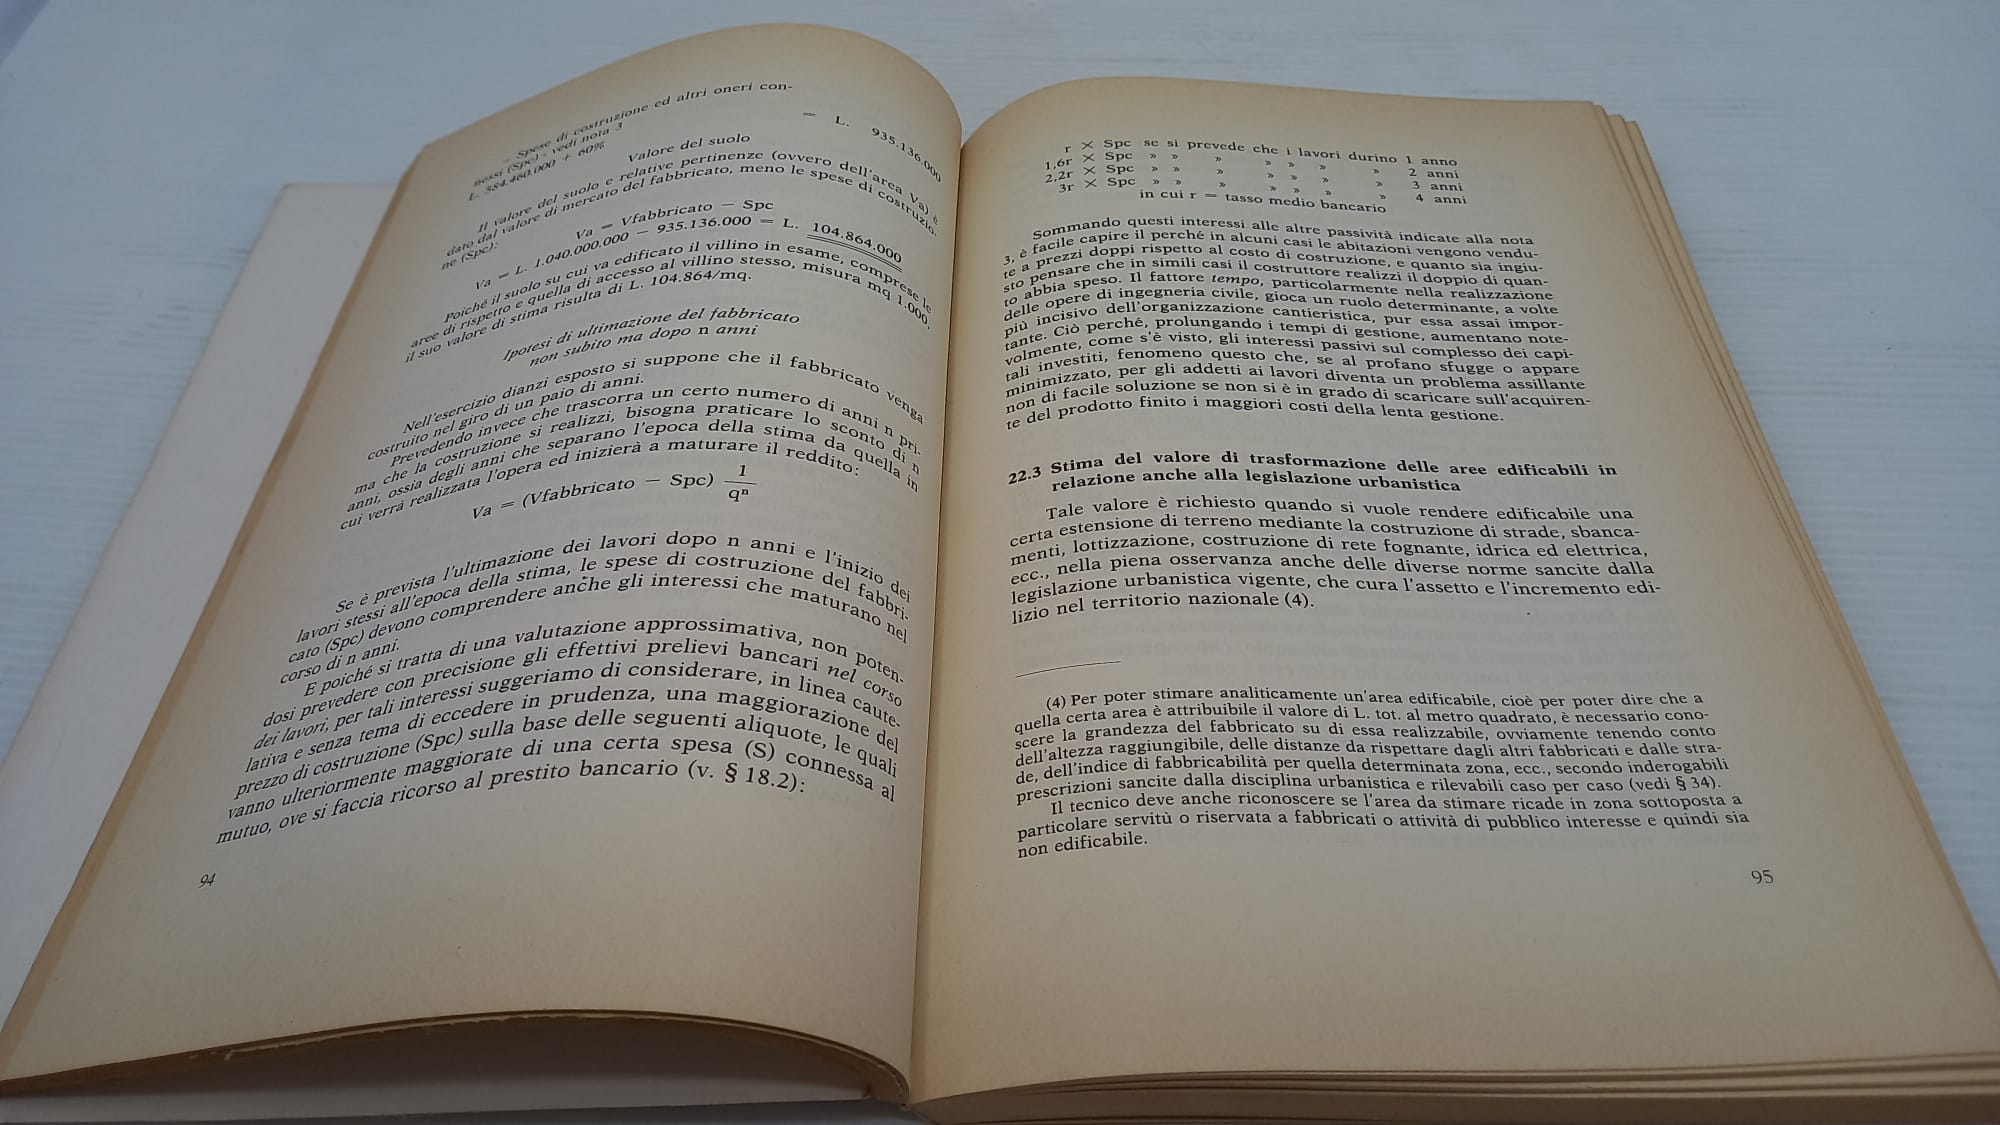 — Spese di costruzione ed altri oneri con-
nessi (Spc) - vedi nota 3
L. 584.460.000 + 60%
= L. 935.136.000
Valore del suolo
Il valore del suolo e relative pertinenze (ovvero dell'area Va) è
dato dal valore di mercato del fabbricato, meno le spese di costruzio-
ne (Spc):
Va = Vfabbricato — Spc
Va = L. 1.040.000.000 — 935.136.000 = L. 104.864.000
Poiché il suolo su cui va edificato il villino in esame, comprese le
aree di rispetto e quella di accesso al villino stesso, misura mq 1.000,
il suo valore di stima risulta di L. 104.864/mq.
Ipotesi di ultimazione del fabbricato
non subito ma dopo n anni
Nell'esercizio dianzi esposto si suppone che il fabbricato venga
costruito nel giro di un paio di anni.
Prevedendo invece che trascorra un certo numero di anni n pri-
ma che la costruzione si realizzi, bisogna praticare lo sconto di n
anni, ossia degli anni che separano l'epoca della stima da quella in
cui verrà realizzata l'opera ed inizierà a maturare il reddito:
Va = (Vfabbricato — Spc) 1/qⁿ
Se è prevista l'ultimazione dei lavori dopo n anni e l'inizio dei
lavori stessi all'epoca della stima, le spese di costruzione del fabbri-
cato (Spc) devono comprendere anche gli interessi che maturano nel
corso di n anni.
E poiché si tratta di una valutazione approssimativa, non poten-
dosi prevedere con precisione gli effettivi prelievi bancari nel corso
dei lavori, per tali interessi suggeriamo di considerare, in linea caute-
lativa e senza tema di eccedere in prudenza, una maggiorazione del
prezzo di costruzione (Spc) sulla base delle seguenti aliquote, le quali
vanno ulteriormente maggiorate di una certa spesa (S) connessa al
mutuo, ove si faccia ricorso al prestito bancario (v. § 18.2):
94
r × Spc se si prevede che i lavori durino 1 anno
1,6r × Spc » » » » » » » 2 anni
2,2r × Spc » » » » » » » 3 anni
3r × Spc » » » » » » » 4 anni
in cui r = tasso medio bancario
Sommando questi interessi alle altre passività indicate alla nota
3, è facile capire il perché in alcuni casi le abitazioni vengono vendu-
te a prezzi doppi rispetto al costo di costruzione, e quanto sia ingiu-
sto pensare che in simili casi il costruttore realizzi il doppio di quan-
to abbia speso. Il fattore tempo, particolarmente nella realizzazione
delle opere di ingegneria civile, gioca un ruolo determinante, a volte
più incisivo dell'organizzazione cantieristica, pur essa assai impor-
tante. Ciò perché, prolungando i tempi di gestione, aumentano note-
volmente, come s'è visto, gli interessi passivi sul complesso dei capi-
tali investiti, fenomeno questo che, se al profano sfugge o appare
minimizzato, per gli addetti ai lavori diventa un problema assillante
non di facile soluzione se non si è in grado di scaricare sull'acquiren-
te del prodotto finito i maggiori costi della lenta gestione.
22.3 Stima del valore di trasformazione delle aree edificabili in
relazione anche alla legislazione urbanistica
Tale valore è richiesto quando si vuole rendere edificabile una
certa estensione di terreno mediante la costruzione di strade, sbanca-
menti, lottizzazione, costruzione di rete fognante, idrica ed elettrica,
ecc., nella piena osservanza anche delle diverse norme sancite dalla
legislazione urbanistica vigente, che cura l'assetto e l'incremento edi-
lizio nel territorio nazionale (4).
(4) Per poter stimare analiticamente un'area edificabile, cioè per poter dire che a
quella certa area è attribuibile il valore di L. tot. al metro quadrato, è necessario cono-
scere la grandezza del fabbricato su di essa realizzabile, ovviamente tenendo conto
dell'altezza raggiungibile, delle distanze da rispettare dagli altri fabbricati e dalle stra-
de, dell'indice di fabbricabilità per quella determinata zona, ecc., secondo inderogabili
prescrizioni sancite dalla disciplina urbanistica e rilevabili caso per caso (vedi § 34).
Il tecnico deve anche riconoscere se l'area da stimare ricade in zona sottoposta a
particolare servitù o riservata a fabbricati o attività di pubblico interesse e quindi sia
non edificabile.
95